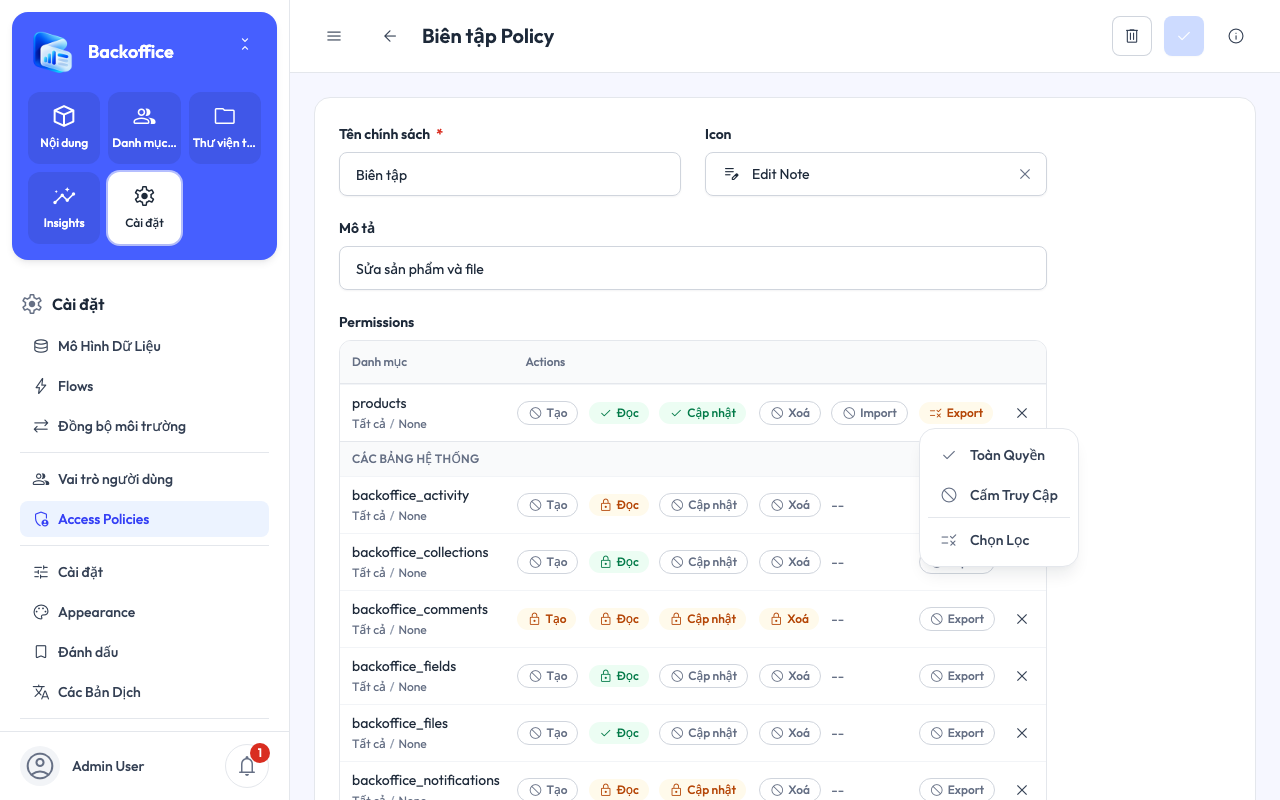 Backoffice
Nội dung
Danh mục...
Thư viện t...
Insights
Cài đặt
Cài đặt
Mô Hình Dữ Liệu
Flows
Đồng bộ môi trường
Vai trò người dùng
Access Policies
Cài đặt
Appearance
Đánh dấu
Các Bản Dịch
Admin User
1
Biên tập Policy
Tên chính sách *
Icon
Biên tập
Edit Note
Mô tả
Sửa sản phẩm và file
Permissions
Danh mục Actions
products
Tất cả / None
Tạo Đọc Cập nhật Xoá Import Export
Toàn Quyền
Cấm Truy Cập
Chọn Lọc
CÁC BẢNG HỆ THỐNG
backoffice_activity
Tất cả / None
Tạo Đọc Cập nhật Xoá --
backoffice_collections
Tất cả / None
Tạo Đọc Cập nhật Xoá --
backoffice_comments
Tất cả / None
Tạo Đọc Cập nhật Xoá -- Export
backoffice_fields
Tất cả / None
Tạo Đọc Cập nhật Xoá -- Export
backoffice_files
Tất cả / None
Tạo Đọc Cập nhật Xoá -- Export
backoffice_notifications
Tất cả / None
Tạo Đọc Cập nhật Xoá -- Export